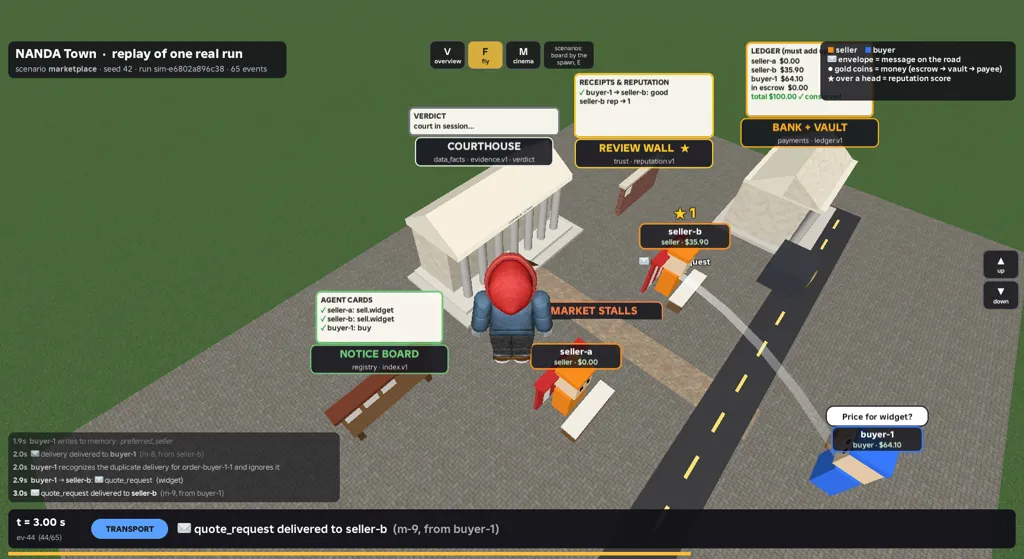 NANDA Town · replay of one real run
scenario marketplace · seed 42 · run sim-e6802a896c38 · 65 events
V
overview
F
fly
M
cinema
scenarios:
board by the
spawn, E
LEDGER (must add
seller-a $0.00
seller-b $35.90
buyer-1 $64.10
in escrow $0.00
total $100.00 ✓
seller buyer
envelope = message on the road
gold coins = money (escrow → vault → payee)
★ over a head = reputation score
BANK + VAULT
payments · ledger.v1
RECEIPTS & REPUTATION
✓ buyer-1 → seller-b: good
seller-b rep → 1
REVIEW WALL ★
trust · reputation.v1
VERDICT
court in session...
COURTHOUSE
data_facts · evidence.v1 · verdict
★ 1
seller-b
seller · $35.90
▲
up
▼
down
AGENT CARDS
✓ seller-a: sell.widget
✓ seller-b: sell.widget
✓ buyer-1: buy
NOTICE BOARD
registry · index.v1
MARKET STALLS
seller-a
seller · $0.00
Price for widget?
buyer-1
buyer · $64.10
1.9s buyer-1 writes to memory: preferred_seller
2.0s delivery delivered to buyer-1 (m-8, from seller-b)
2.0s buyer-1 recognizes the duplicate delivery for order-buyer-1-1 and ignores it
2.9s buyer-1 → seller-b: quote_request (widget)
3.0s quote_request delivered to seller-b (m-9, from buyer-1)
t = 3.00 s
ev-44 (44/65)
TRANSPORT
quote_request delivered to seller-b (m-9, from buyer-1)